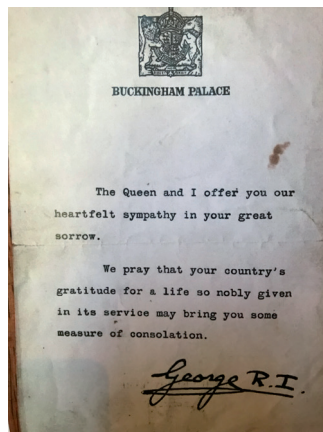 BUCKINGHAM PALACE
The Queen and I offer you our
heartfelt sympathy in your great
sorrow.
We pray that your country's
gratitude for a life so nobly given
in its service may bring you some
measure of consolation.
George R.I.